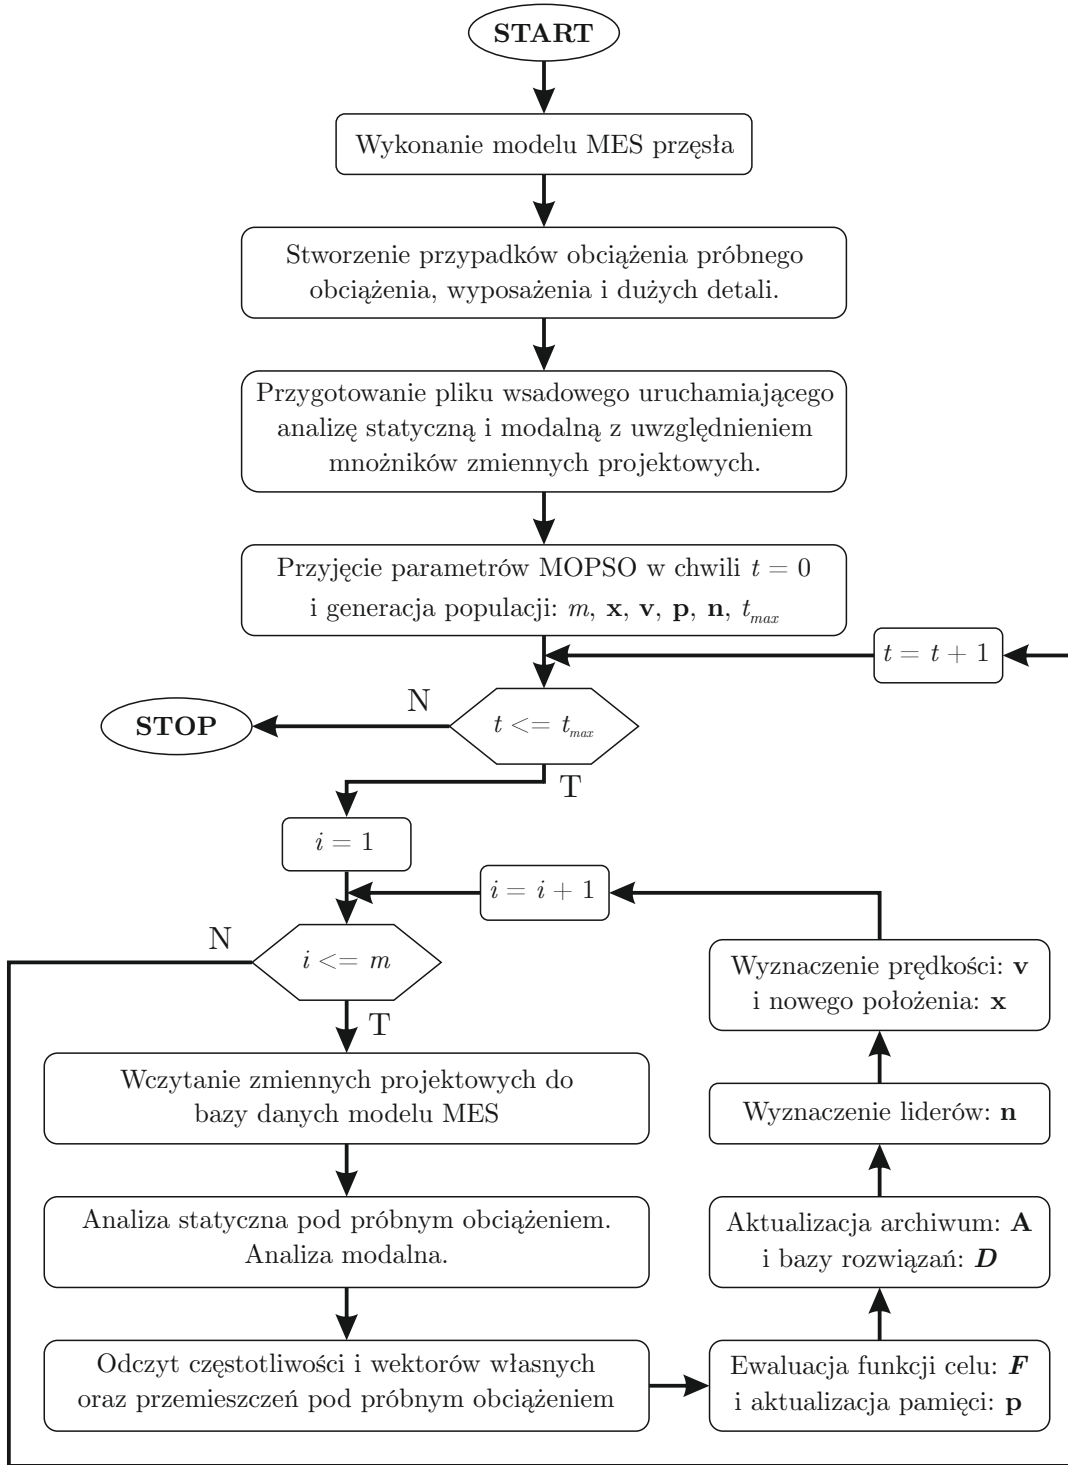 START
Wykonanie modelu MES przęsła
Stworzenie przypadków obciążenia próbnego
obciążenia, wyposażenia i dużych detali.
Przygotowanie pliku wsadowego uruchamiającego
analizę statyczną i modalną z uwzględnieniem
mnożników zmiennych projektowych.
Przyjęcie parametrów MOPSO w chwili t = 0
i generacja populacji: m, x, v, p, n, t_max
t = t + 1
N
STOP
t <= t_max
T
i = 1
i = i + 1
N
i <= m
T
Wczytanie zmiennych projektowych do
bazy danych modelu MES
Analiza statyczna pod próbnym obciążeniem.
Analiza modalna.
Odczyt częstotliwości i wektorów własnych
oraz przemieszczeń pod próbnym obciążeniem
Ewaluacja funkcji celu: F
i aktualizacja pamięci: p
Aktualizacja archiwum: A
i bazy rozwiązań: D
Wyznaczenie liderów: n
Wyznaczenie prędkości: v
i nowego położenia: x